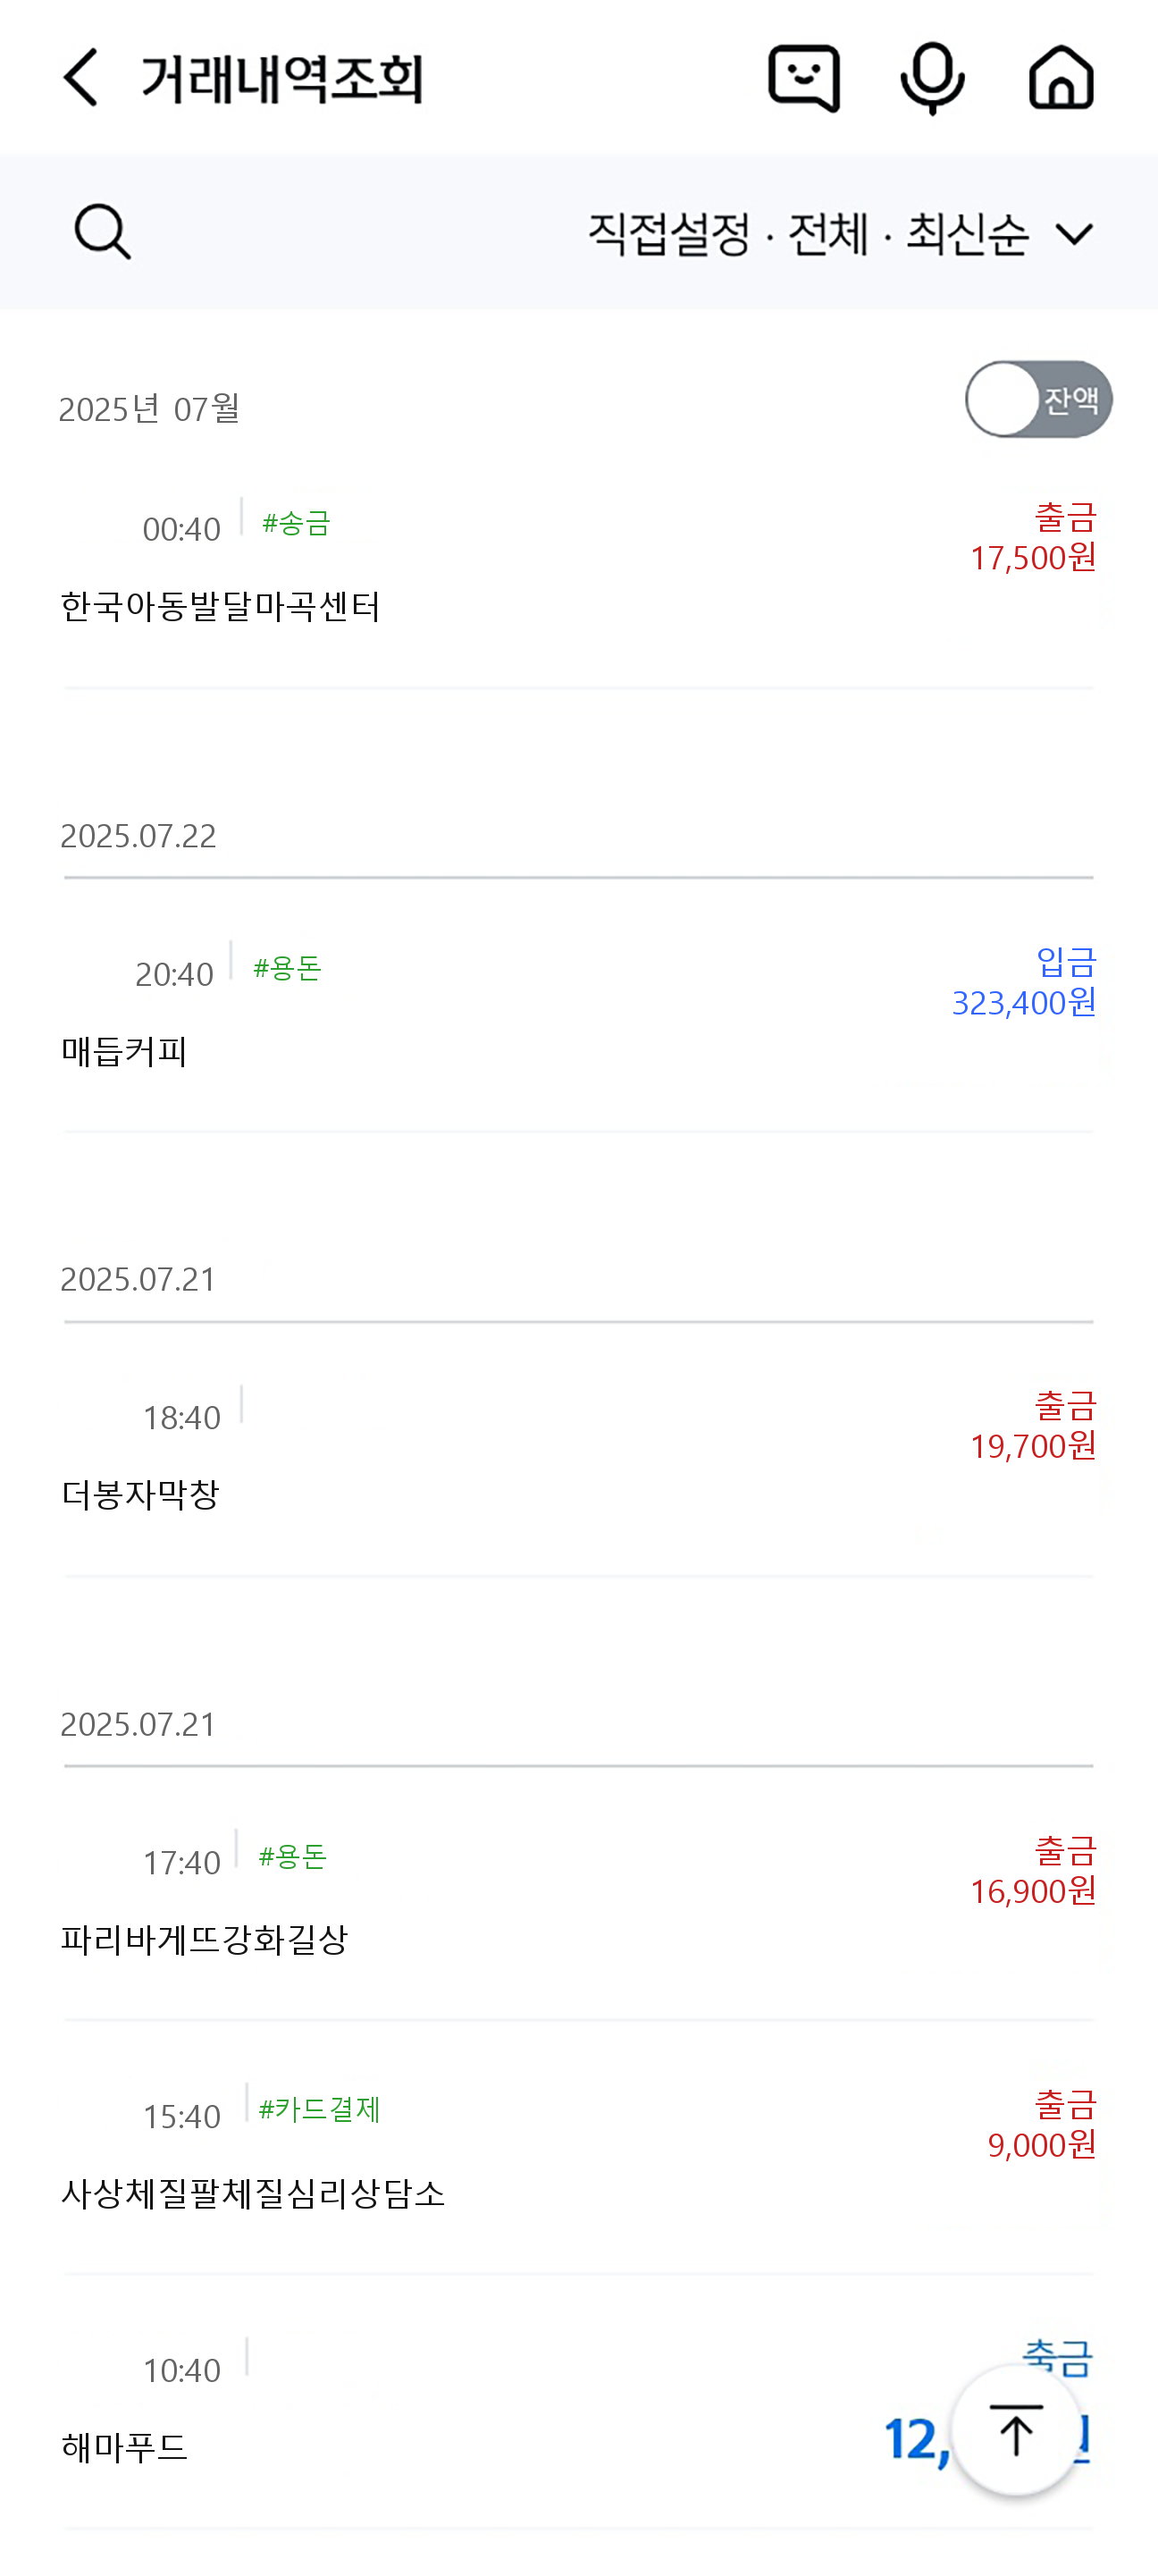 거래내역조회
직접설정 · 전체 · 최신순
2025년 07월
잔액
00:40 #송금
출금
17,500원
한국아동발달마곡센터
2025.07.22
20:40 #용돈
입금
323,400원
매듭커피
2025.07.21
18:40
출금
19,700원
더봉자막창
2025.07.21
17:40 #용돈
출금
16,900원
파리바게뜨강화길상
15:40 #카드결제
출금
9,000원
사상체질팔체질심리상담소
10:40
출금
12,
해마푸드